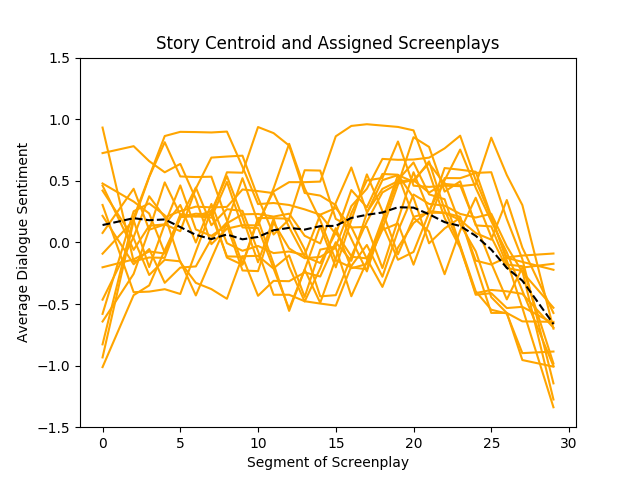 Story Centroid and Assigned Screenplays
Average Dialogue Sentiment
1.5
1.0
0.5
0.0
−0.5
−1.0
−1.5
0 5 10 15 20 25 30
Segment of Screenplay